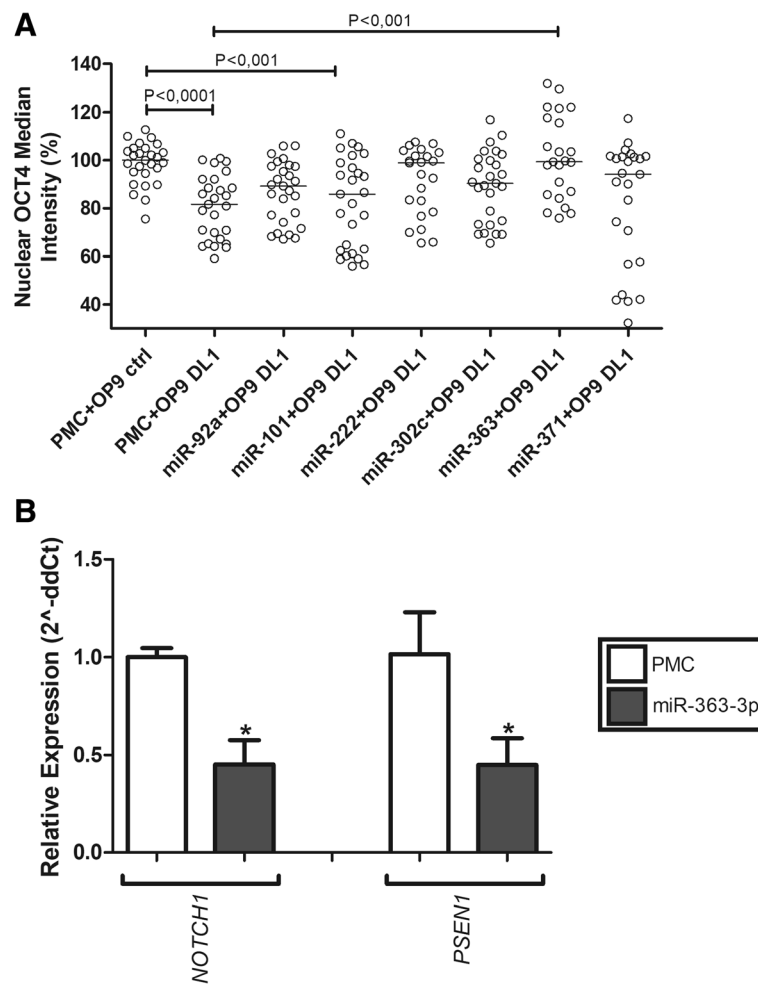 A
P<0,001
P<0,001
P<0,0001
Nuclear OCT4 Median
Intensity (%)
140
120
100
80
60
40
PMC+OP9 ctrl
PMC+OP9 DL1
miR-92a+OP9 DL1
miR-101+OP9 DL1
miR-222+OP9 DL1
miR-302c+OP9 DL1
miR-363+OP9 DL1
miR-371+OP9 DL1
B
Relative Expression (2^-ddCt)
1.5
1.0
0.5
0.0
*
*
NOTCH1
PSEN1
PMC
miR-363-3p